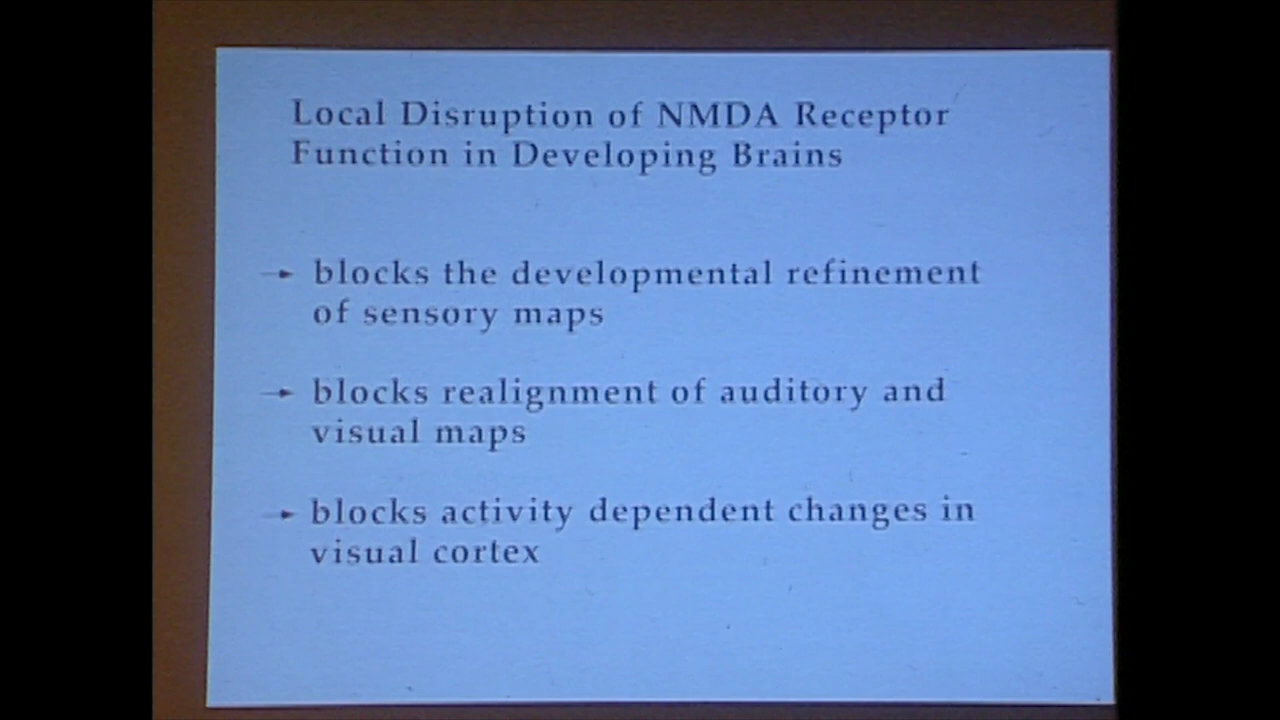 Local Disruption of NMDA Receptor
Function in Developing Brains
→ blocks the developmental refinement
of sensory maps
→ blocks realignment of auditory and
visual maps
→ blocks activity dependent changes in
visual cortex